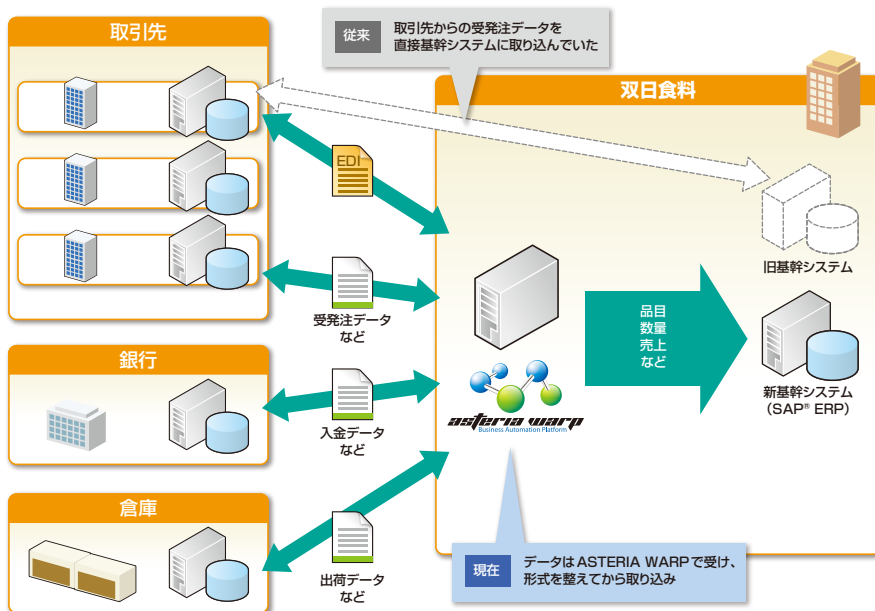 取引先
従来
取引先からの受発注データを
直接基幹システムに取り込んでいた
双日食料
EDI
受発注データ
など
旧基幹システム
品目
数量
売上
など
新基幹システム
（SAP® ERP）
銀行
入金データ
など
asteria warp
Business Automation Platform
倉庫
出荷データ
など
現在
データはASTERIA WARPで受け、
形式を整えてから取り込み